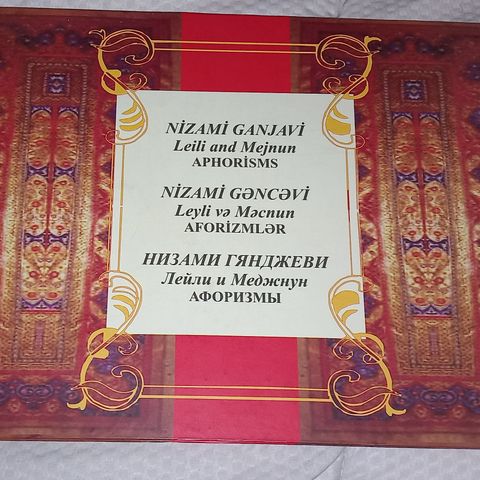 NİZAMİ GANJAVİ
Leili and Mejnun
APHORİSMS
NİZAMİ GƏNCƏVİ
Leyli və Məcnun
AFORİZMLƏR
НИЗАМИ ГЯНДЖЕВИ
Лейли и Меджнун
АФОРИЗМЫ